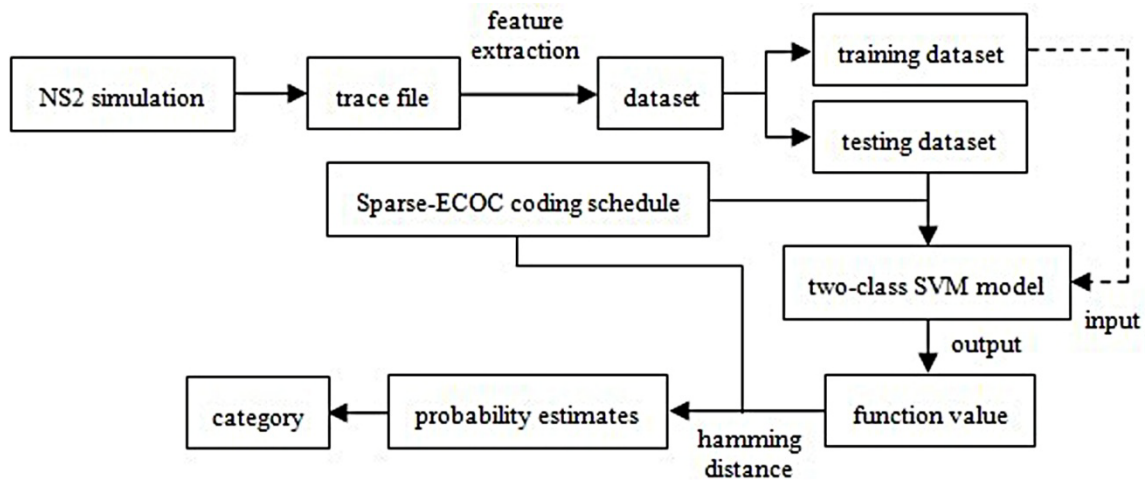 feature
extraction
training dataset
NS2 simulation
trace file
dataset
testing dataset
Sparse-ECOC coding schedule
two-class SVM model
input
output
category
probability estimates
function value
hamming
distance